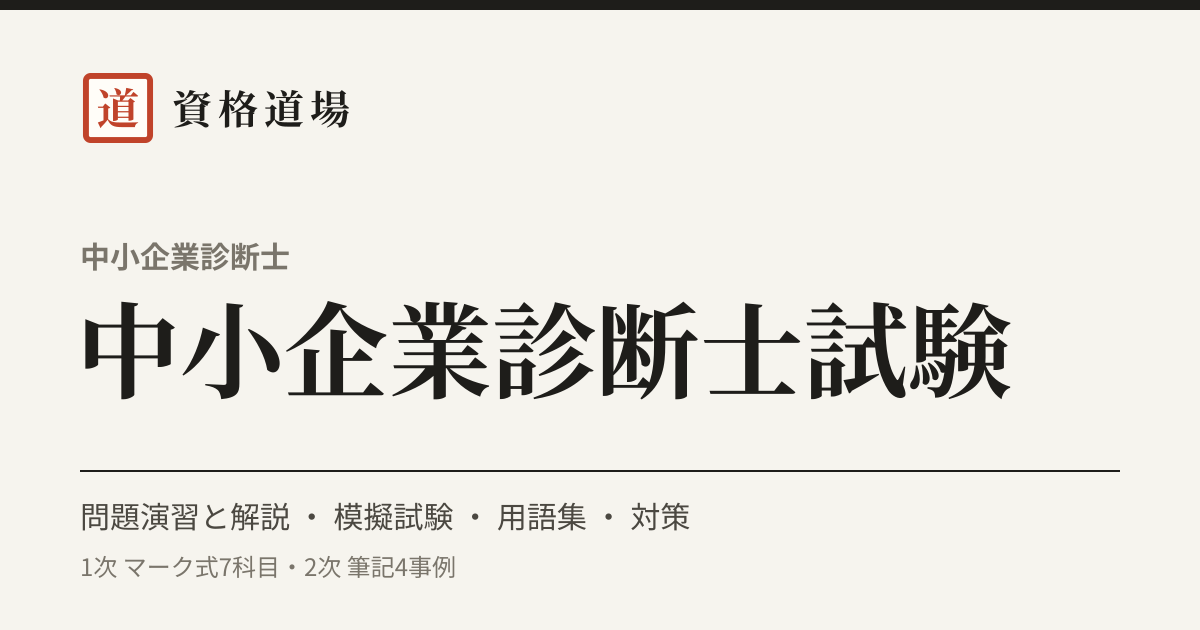 道 資格道場
中小企業診断士
中小企業診断士試験
問題演習と解説 ・ 模擬試験 ・ 用語集 ・ 対策
1次 マーク式7科目・2次 筆記4事例